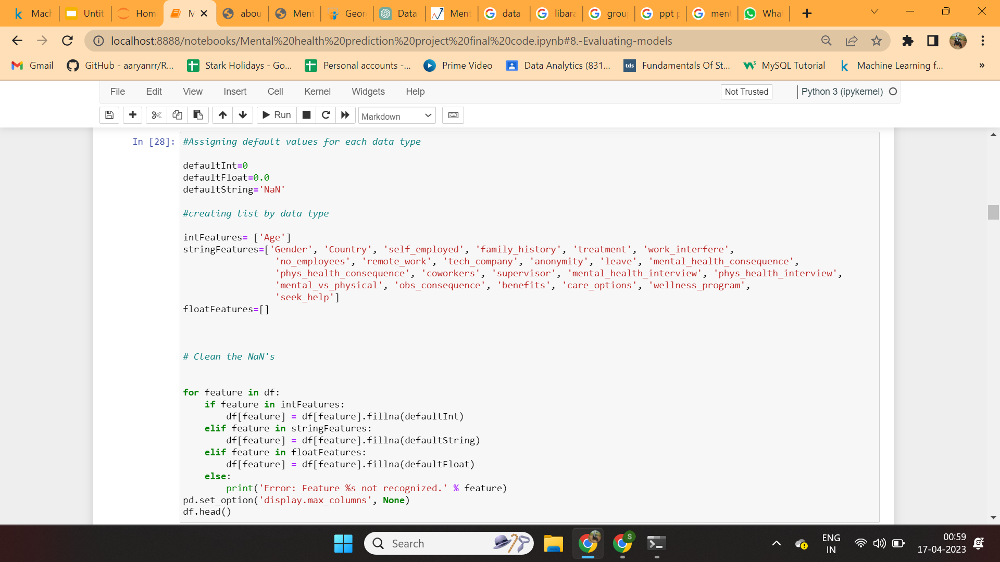 Mach
Untit
Hom
M
abou
Ment
Geor
Data
Ment
data
libara
grou
ppt p
ment
What
localhost:8888/notebooks/Mental%20health%20prediction%20project%20final%20code.ipynb#8.-Evaluating-models
Gmail
GitHub - aaryanrr/R...
Stark Holidays - Go...
Personal accounts -...
Prime Video
Data Analytics (831...
tds
Fundamentals Of St...
MySQL Tutorial
Machine Learning f...
»
File Edit View Insert Cell Kernel Widgets Help
Not Trusted
Python 3 (ipykernel)
Run
Markdown
In [28]:
#Assigning default values for each data type
defaultInt=0
defaultFloat=0.0
defaultString='NaN'
#creating list by data type
intFeatures= ['Age']
stringFeatures=['Gender', 'Country', 'self_employed', 'family_history', 'treatment', 'work_interfere',
'no_employees', 'remote_work', 'tech_company', 'anonymity', 'leave', 'mental_health_consequence',
'phys_health_consequence', 'coworkers', 'supervisor', 'mental_health_interview', 'phys_health_interview',
'mental_vs_physical', 'obs_consequence', 'benefits', 'care_options', 'wellness_program',
'seek_help']
floatFeatures=[]
# Clean the NaN's
for feature in df:
    if feature in intFeatures:
        df[feature] = df[feature].fillna(defaultInt)
    elif feature in stringFeatures:
        df[feature] = df[feature].fillna(defaultString)
    elif feature in floatFeatures:
        df[feature] = df[feature].fillna(defaultFloat)
    else:
        print('Error: Feature %s not recognized.' % feature)
pd.set_option('display.max_columns', None)
df.head()
Search
S
ENG
IN
00:59
17-04-2023